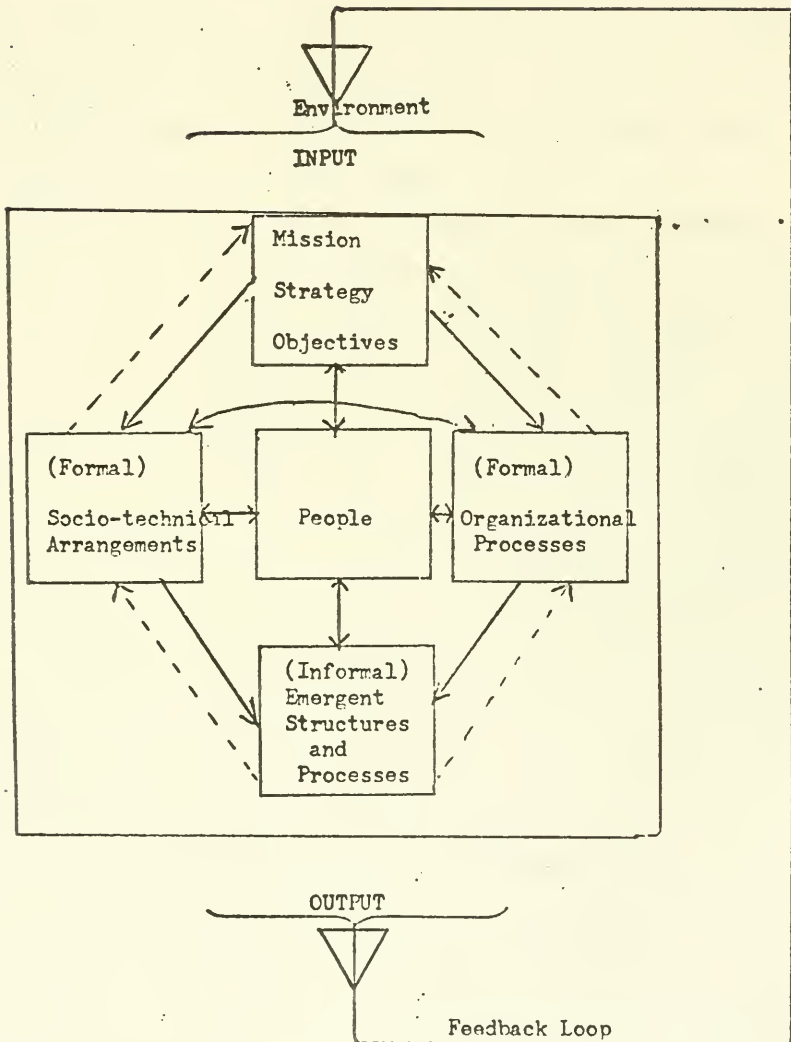 Environment
INPUT
Mission
Strategy
Objectives
(Formal)
Socio-technical
Arrangements
People
(Formal)
Organizational
Processes
(Informal)
Emergent
Structures
and
Processes
OUTPUT
Feedback Loop